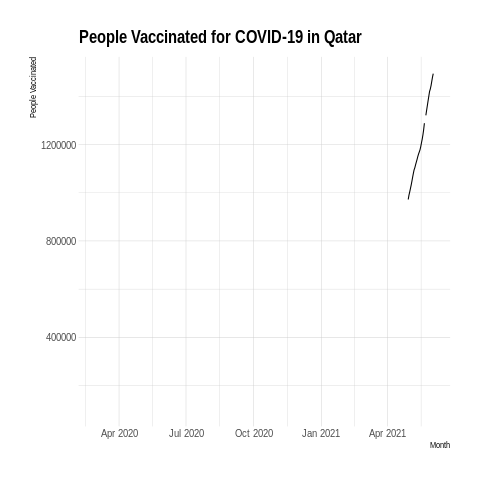 People Vaccinated for COVID-19 in Qatar
People Vaccinated
1200000
800000
400000
Apr 2020 Jul 2020 Oct 2020 Jan 2021 Apr 2021
Month